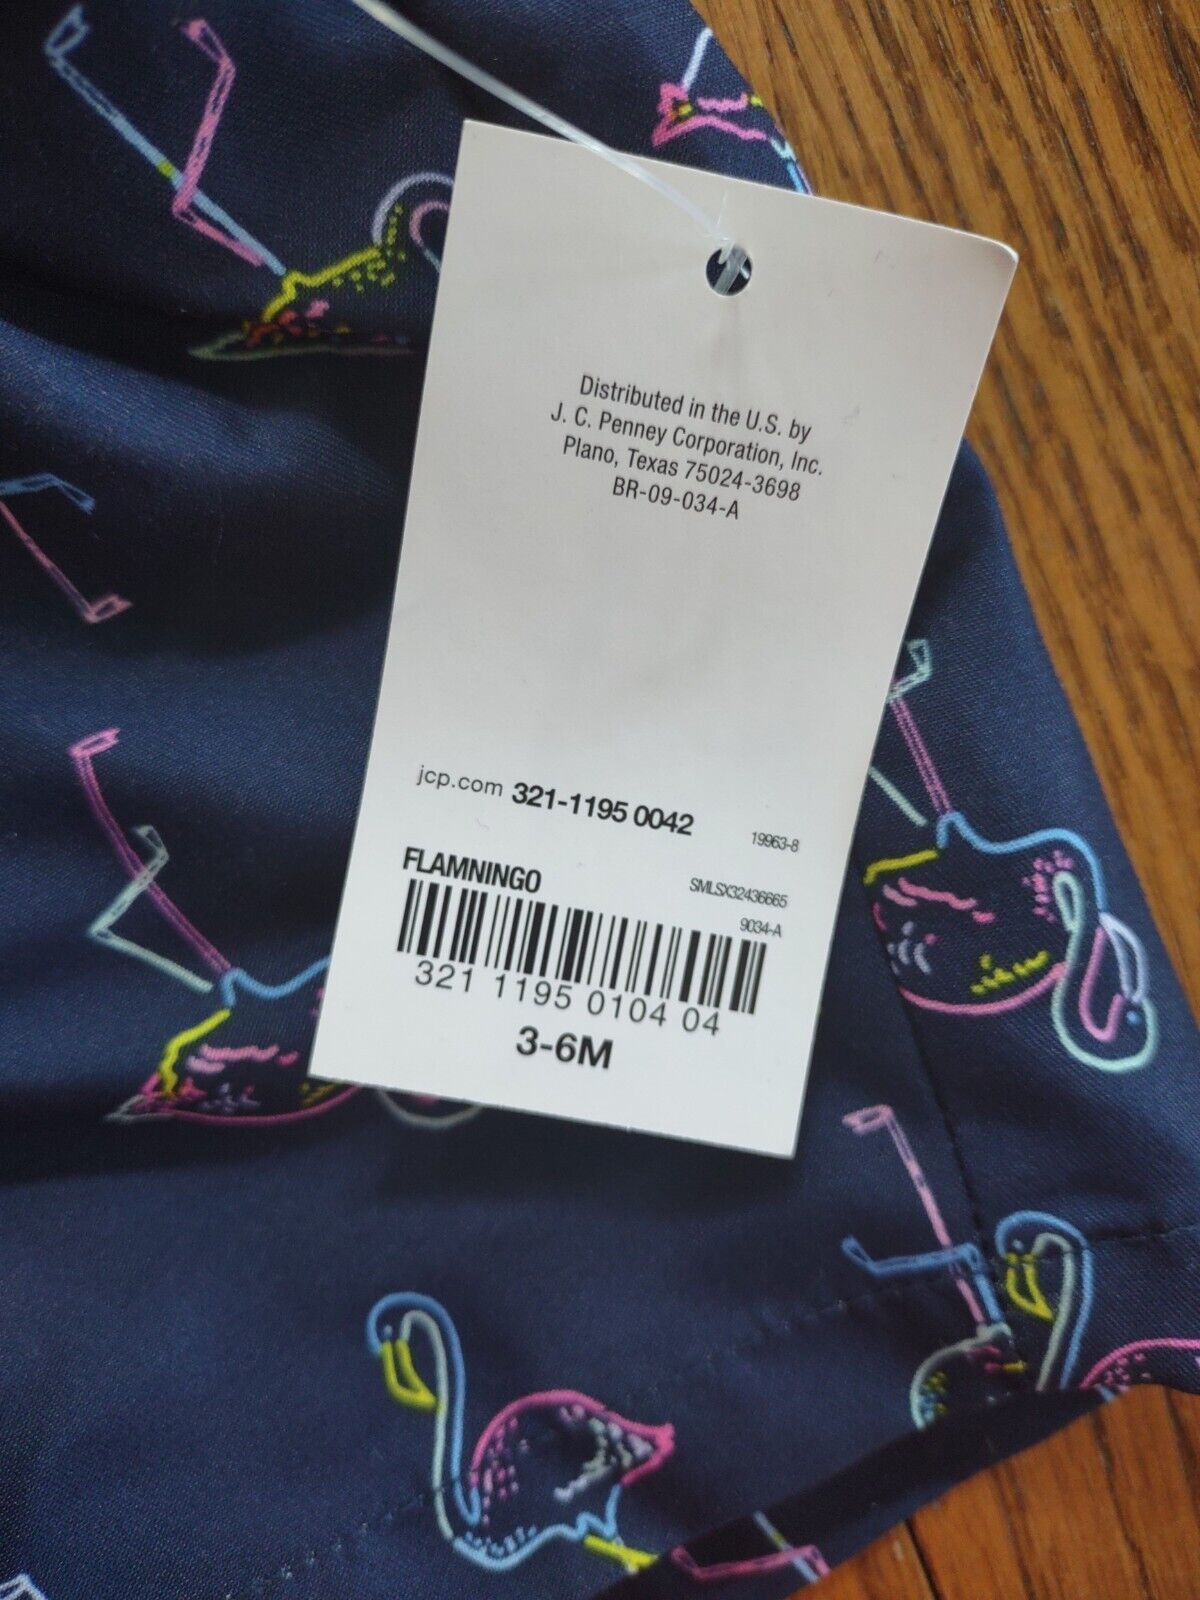 Distributed in the U.S. by
J. C. Penney Corporation, Inc.
Plano, Texas 75024-3698
BR-09-034-A
jcp.com 321-1195 0042
19963-8
FLAMNINGO
SMLSX32436665
9034-A
321 1195 0104 04
3-6M